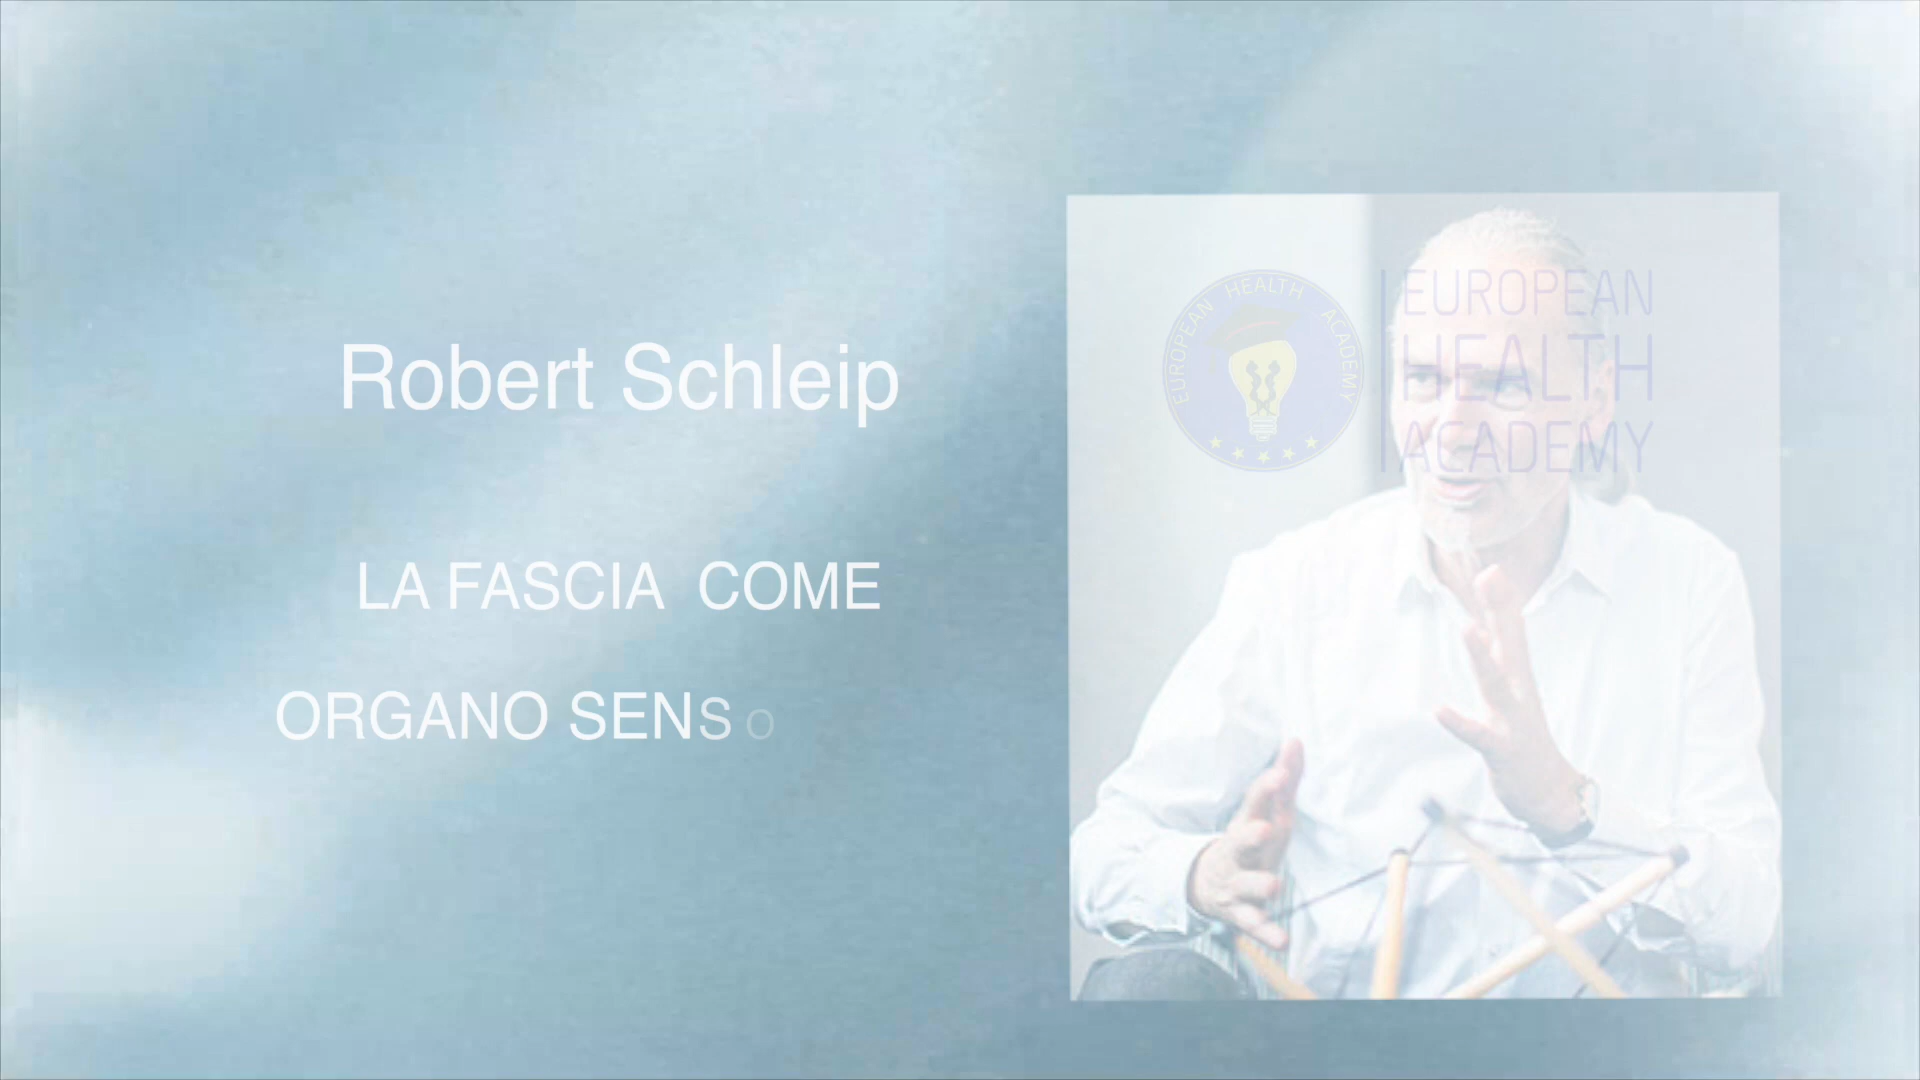 Robert Schleip
LA FASCIA COME
ORGANO SENSO
EUROPEAN HEALTH ACADEMY
EUROPEAN
HEALTH
ACADEMY